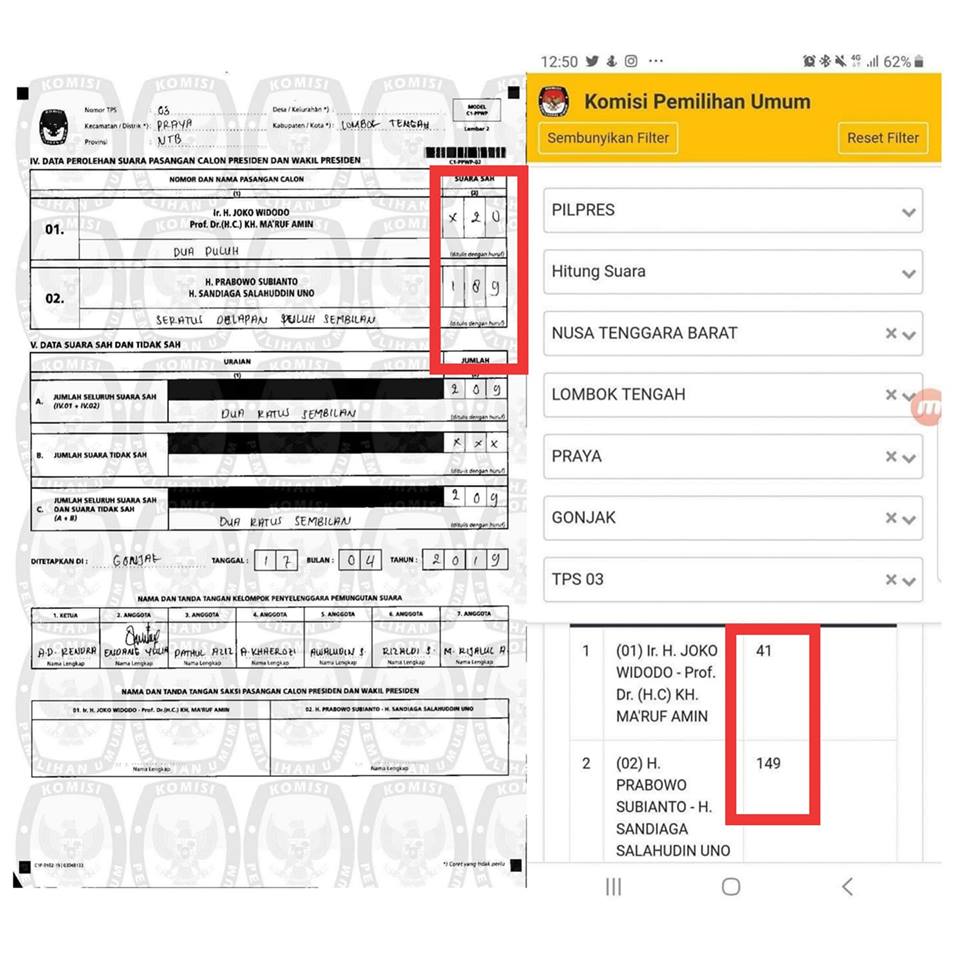 Nomor TPS : 03
Desa / Kelurahan *) :
MODEL
C1-PPWP
Kecamatan / Distrik *) : PRAYA
Kabupaten / Kota *) : LOMBOK TENGAH
Lembar 2
Provinsi : NTB
IV. DATA PEROLEHAN SUARA PASANGAN CALON PRESIDEN DAN WAKIL PRESIDEN
C1-PPWP-02
NOMOR DAN NAMA PASANGAN CALON
SUARA SAH
(1)
(2)
01.
Ir. H. JOKO WIDODO
Prof. Dr.(H.C.) KH. MA'RUF AMIN
X 2 0
DUA PULUH
(ditulis dengan huruf)
02.
H. PRABOWO SUBIANTO
H. SANDIAGA SALAHUDDIN UNO
1 8 9
SERATUS DELAPAN PULUH SEMBILAN
(ditulis dengan huruf)
V. DATA SUARA SAH DAN TIDAK SAH
URAIAN
JUMLAH
(1)
A. JUMLAH SELURUH SUARA SAH
(IV.01 + IV.02)
2 0 9
DUA RATUS SEMBILAN
(ditulis dengan huruf)
B. JUMLAH SUARA TIDAK SAH
X X X
(ditulis dengan huruf)
C. JUMLAH SELURUH SUARA SAH
DAN SUARA TIDAK SAH
(A + B)
2 0 9
DUA RATUS SEMBILAN
(ditulis dengan huruf)
DITETAPKAN DI : GONJAK TANGGAL : 1 7 BULAN : 0 4 TAHUN : 2 0 1 9
NAMA DAN TANDA TANGAN KELOMPOK PENYELENGGARA PEMUNGUTAN SUARA
1. KETUA 2. ANGGOTA 3. ANGGOTA 4. ANGGOTA 5. ANGGOTA 6. ANGGOTA 7. ANGGOTA
A.D. RENDRA ENDANG YULIA PATHUL AZIZ A. KHAEROZI AWALUDIN S. RIZALDI S. M. RIJALUL A.
Nama Lengkap Nama Lengkap Nama Lengkap Nama Lengkap Nama Lengkap Nama Lengkap Nama Lengkap
NAMA DAN TANDA TANGAN SAKSI PASANGAN CALON PRESIDEN DAN WAKIL PRESIDEN
01. Ir. H. JOKO WIDODO - Prof. Dr.(H.C.) KH. MA'RUF AMIN
02. H. PRABOWO SUBIANTO - H. SANDIAGA SALAHUDDIN UNO
Nama Lengkap
Nama Lengkap
*) Coret yang tidak perlu
12:50
4G
62%
Komisi Pemilihan Umum
Sembunyikan Filter
Reset Filter
PILPRES
Hitung Suara
NUSA TENGGARA BARAT
LOMBOK TENGAH
PRAYA
GONJAK
TPS 03
1 (01) Ir. H. JOKO 41
WIDODO - Prof.
Dr. (H.C) KH.
MA'RUF AMIN
2 (02) H. 149
PRABOWO
SUBIANTO - H.
SANDIAGA
SALAHUDIN UNO